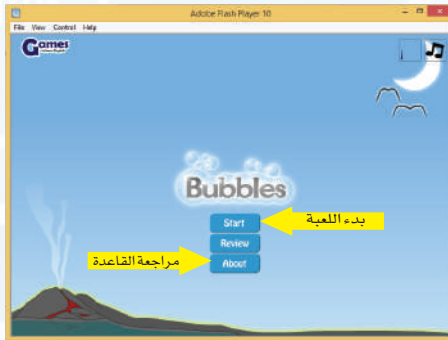 Adobe Flash Player 10
File View Control Help
Games
Bubbles
Start
بدء اللعبة
Review
About
مراجعة القاعدة